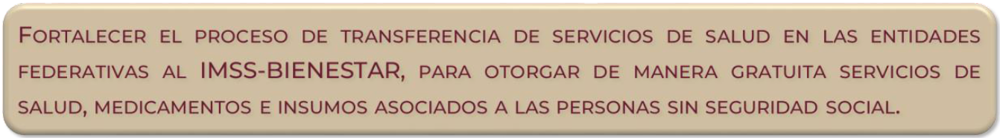 FORTALECER EL PROCESO DE TRANSFERENCIA DE SERVICIOS DE SALUD EN LAS ENTIDADES
FEDERATIVAS AL IMSS-BIENESTAR, PARA OTORGAR DE MANERA GRATUITA SERVICIOS DE
SALUD, MEDICAMENTOS E INSUMOS ASOCIADOS A LAS PERSONAS SIN SEGURIDAD SOCIAL.